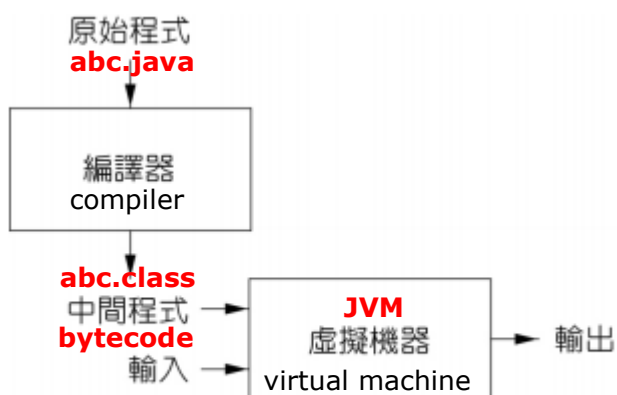 原始程式
abc.java
編譯器
compiler
abc.class
中間程式
bytecode
輸入
JVM
虛擬機器
virtual machine
輸出